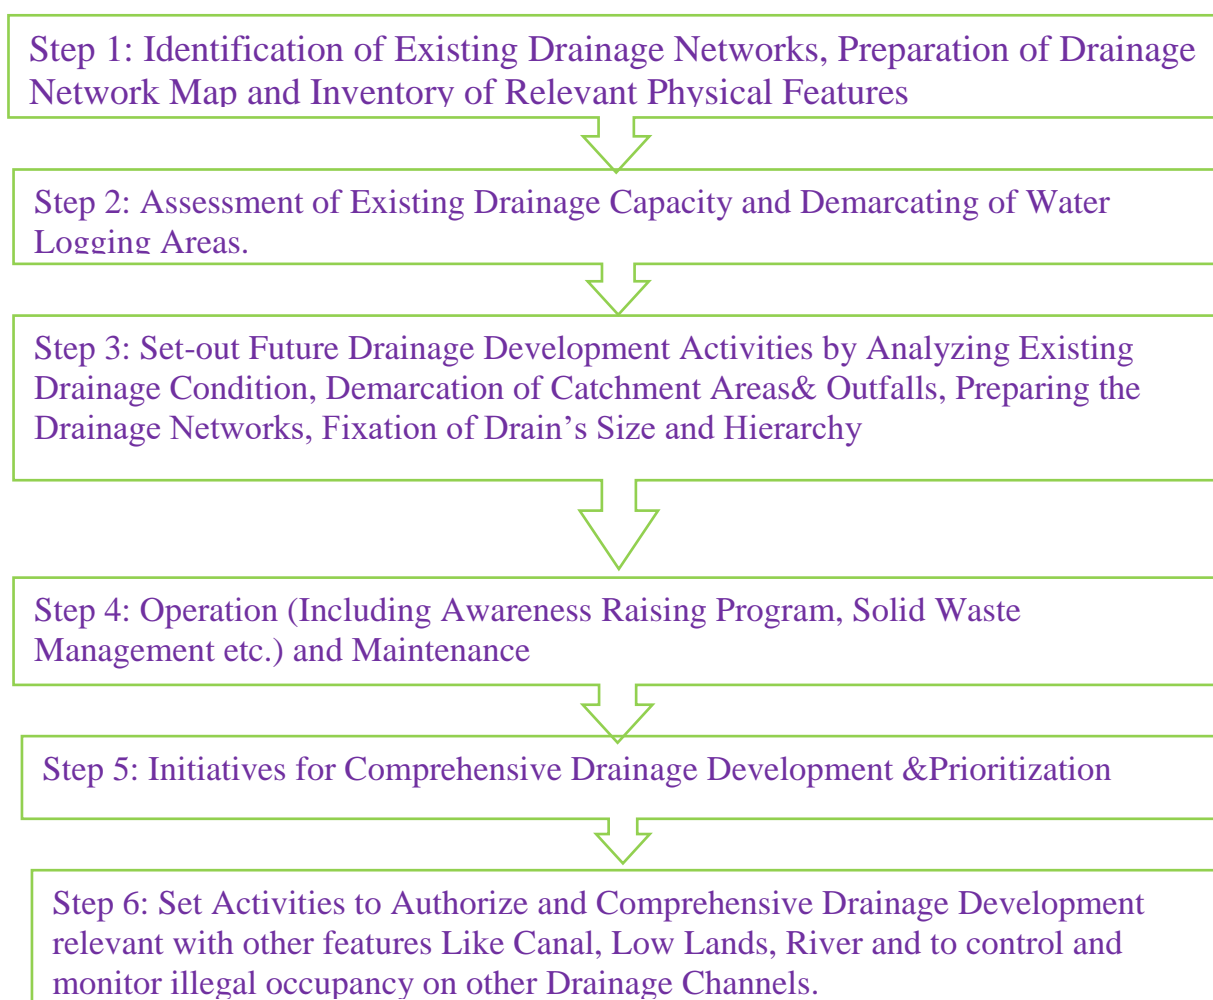 Step 1: Identification of Existing Drainage Networks, Preparation of Drainage
Network Map and Inventory of Relevant Physical Features
Step 2: Assessment of Existing Drainage Capacity and Demarcating of Water
Logging Areas.
Step 3: Set-out Future Drainage Development Activities by Analyzing Existing
Drainage Condition, Demarcation of Catchment Areas& Outfalls, Preparing the
Drainage Networks, Fixation of Drain’s Size and Hierarchy
Step 4: Operation (Including Awareness Raising Program, Solid Waste
Management etc.) and Maintenance
Step 5: Initiatives for Comprehensive Drainage Development &Prioritization
Step 6: Set Activities to Authorize and Comprehensive Drainage Development
relevant with other features Like Canal, Low Lands, River and to control and
monitor illegal occupancy on other Drainage Channels.